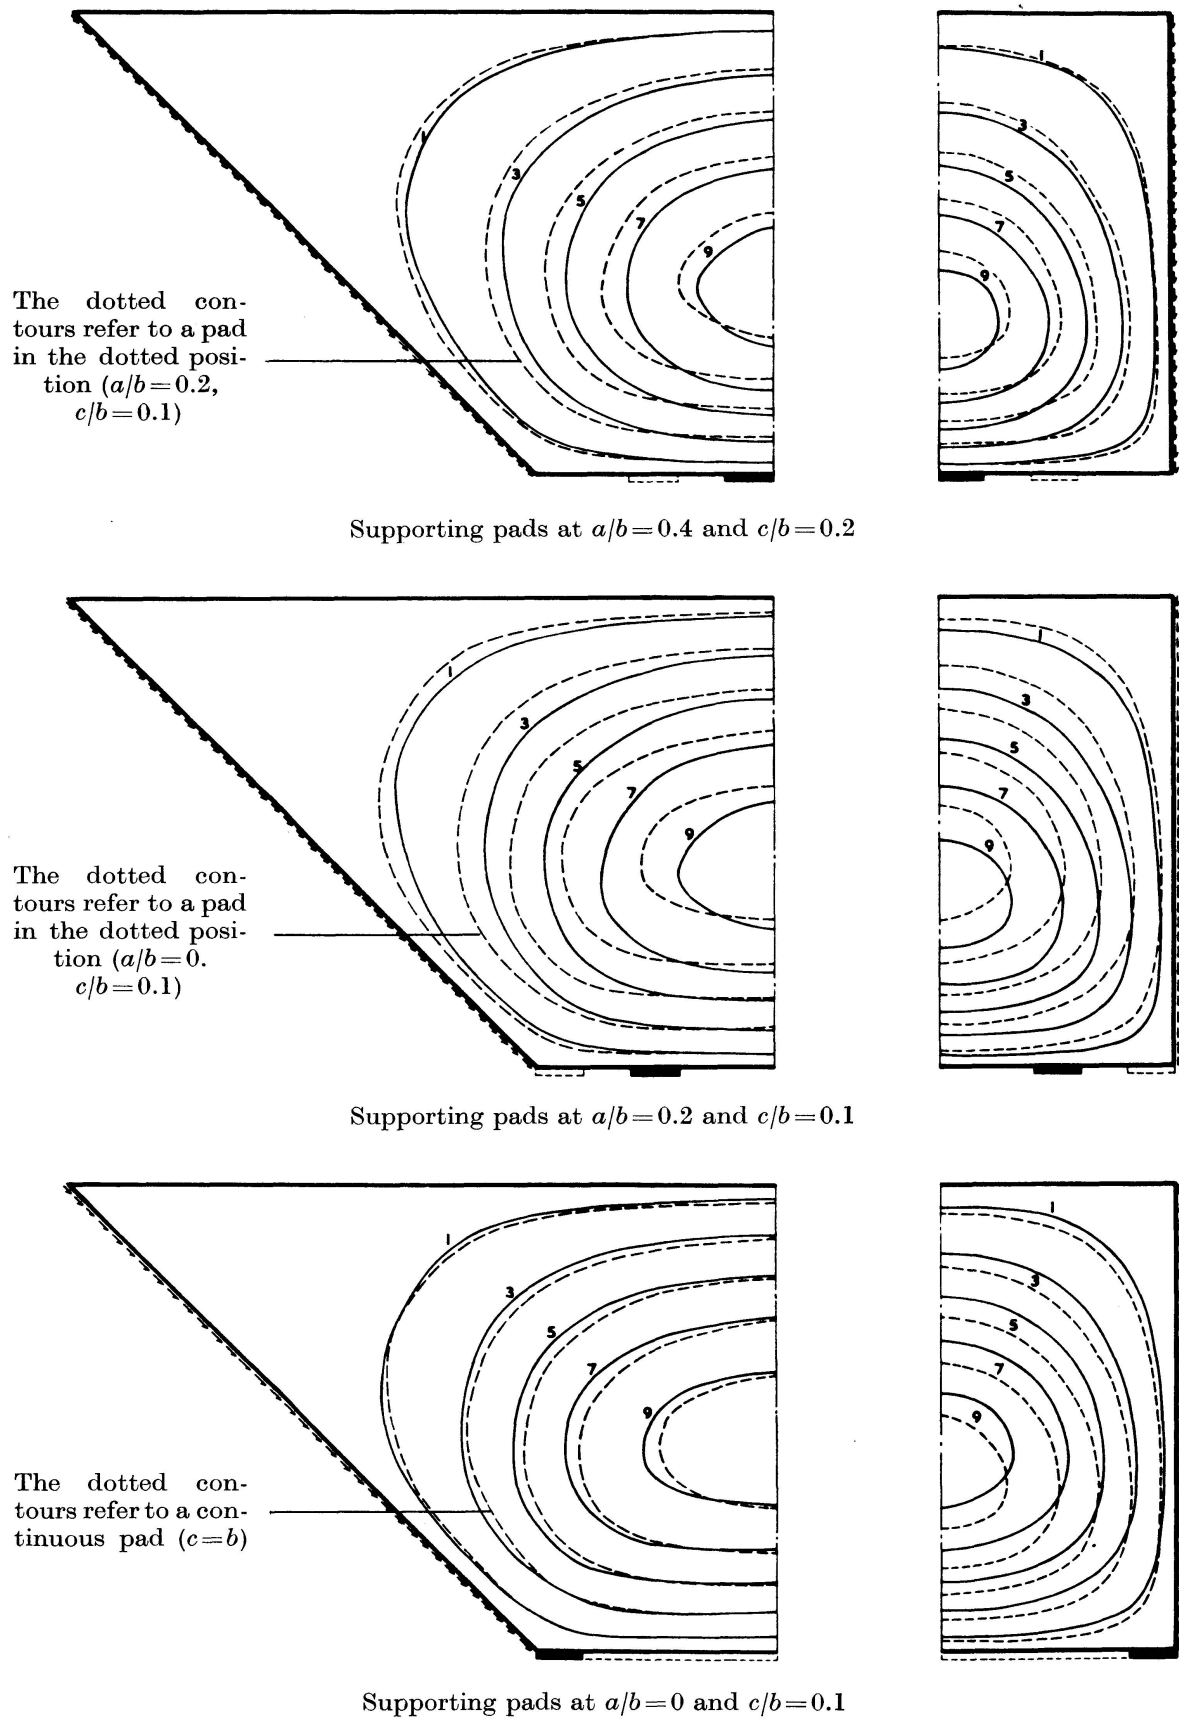 1
1
3
3
5
5
7
7
9
9
The dotted con-
tours refer to a pad
in the dotted posi-
tion (a/b=0.2,
c/b=0.1)
Supporting pads at a/b=0.4 and c/b=0.2
1
1
3
3
5
5
7
7
9
9
The dotted con-
tours refer to a pad
in the dotted posi-
tion (a/b=0.
c/b=0.1)
Supporting pads at a/b=0.2 and c/b=0.1
1
1
3
3
5
5
7
7
9
9
The dotted con-
tours refer to a con-
tinuous pad (c=b)
Supporting pads at a/b=0 and c/b=0.1